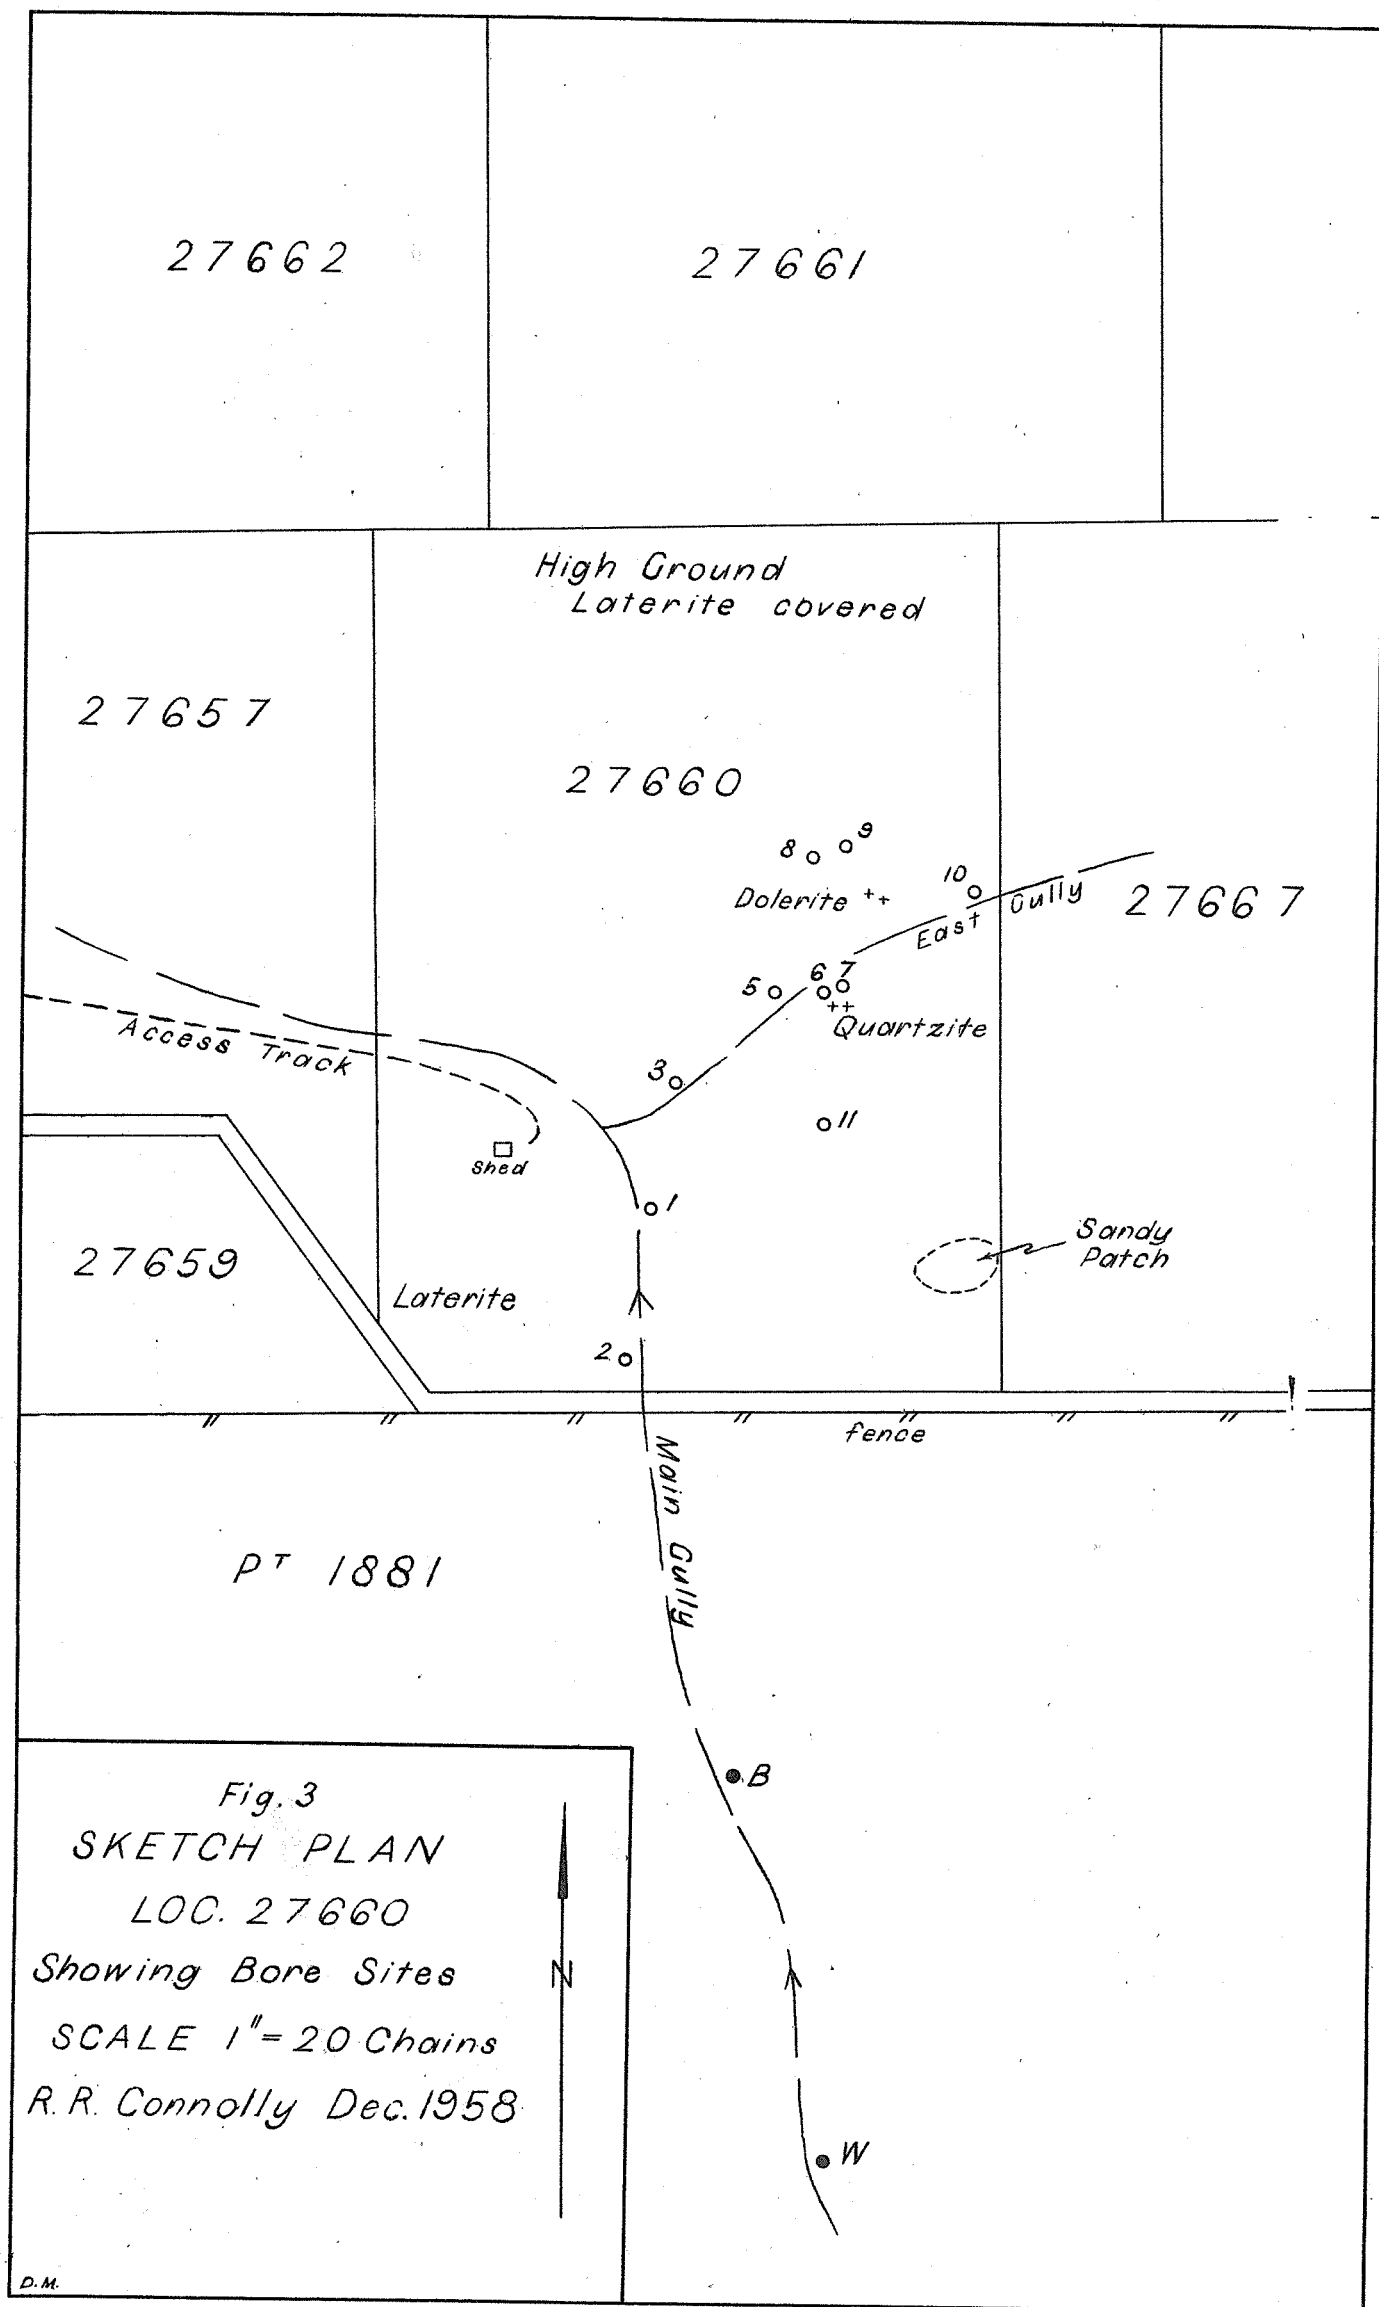 27662
27661
High Ground
Laterite covered
27657
27660
8
9
10
Dolerite ++
East Gully
27667
5
6
7
++
Quartzite
Access Track
3
11
Shed
1
27659
Sandy
Patch
Laterite
2
fence
Main Gully
PT 1881
B
Fig. 3
SKETCH PLAN
LOC. 27660
Showing Bore Sites
N
SCALE 1"= 20 Chains
R. R. Connolly Dec. 1958
W
D.M.